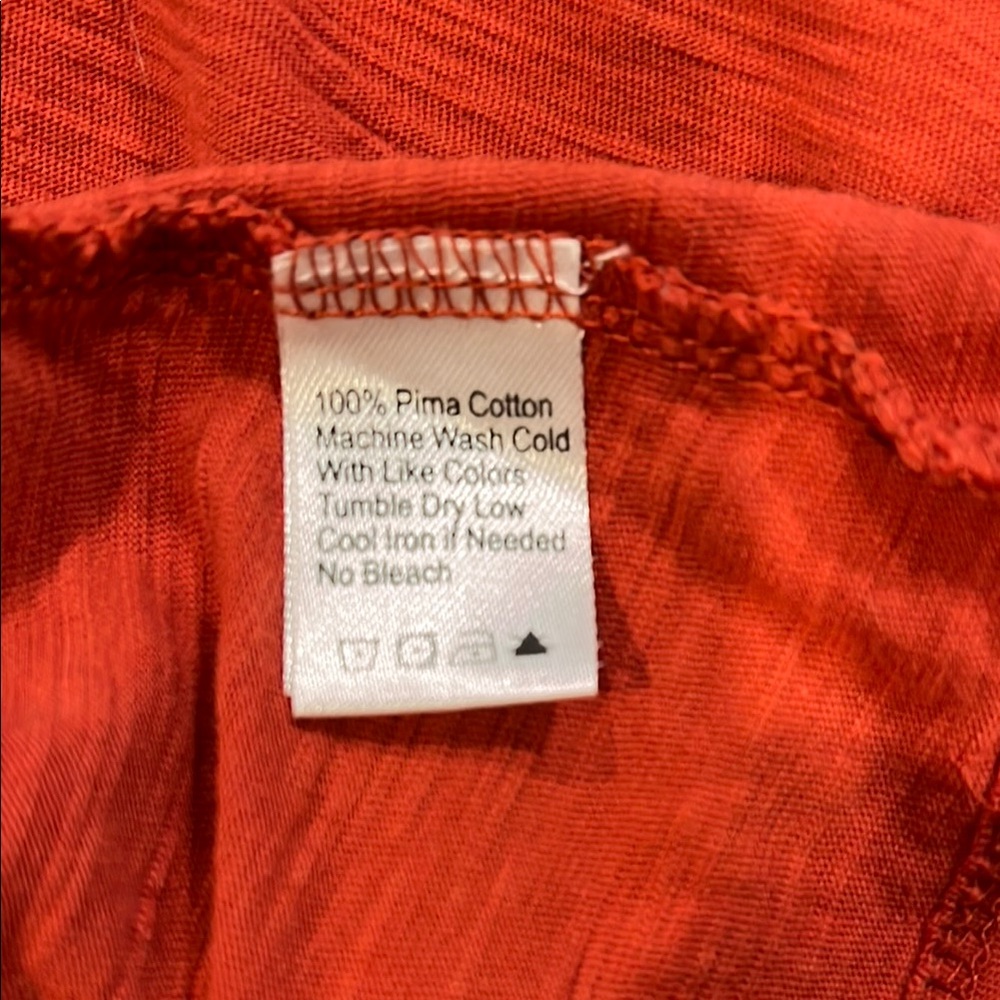 100% Pima Cotton
Machine Wash Cold
With Like Colors
Tumble Dry Low
Cool Iron if Needed
No Bleach